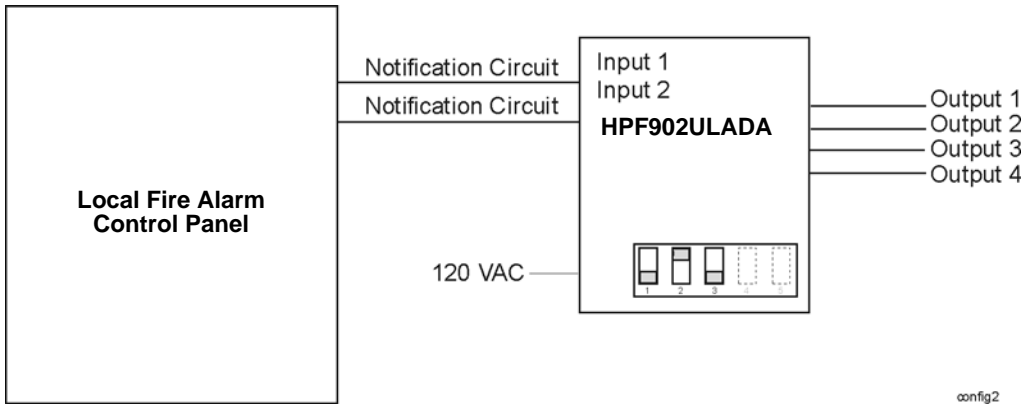 Local Fire Alarm
Control Panel
Notification Circuit
Notification Circuit
120 VAC
Input 1
Input 2
HPF902ULADA
1 2 3 4 5
Output 1
Output 2
Output 3
Output 4
config2